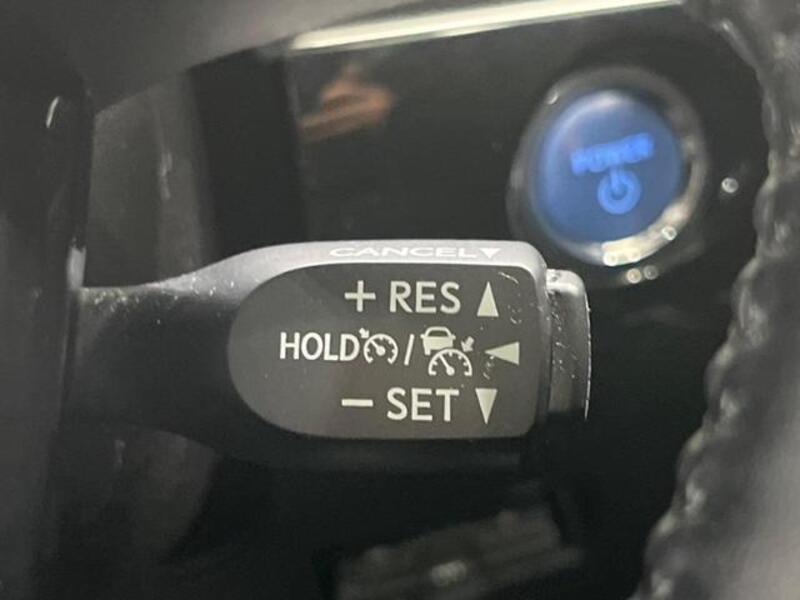 POWER
CANCEL▼
+ RES ▲
HOLD / ◀
− SET ▼